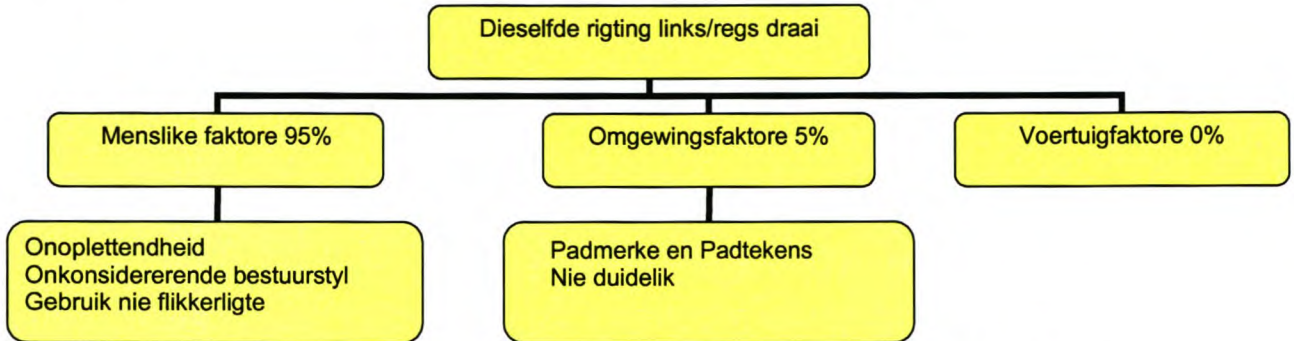 Dieselfde rigting links/regs draai
Menslike faktore 95%
Omgewingsfaktore 5%
Voertuigfaktore 0%
Onoplettendheid
Onkonsidererende bestuurstyl
Gebruik nie flikkerligte
Padmerke en Padtekens
Nie duidelik